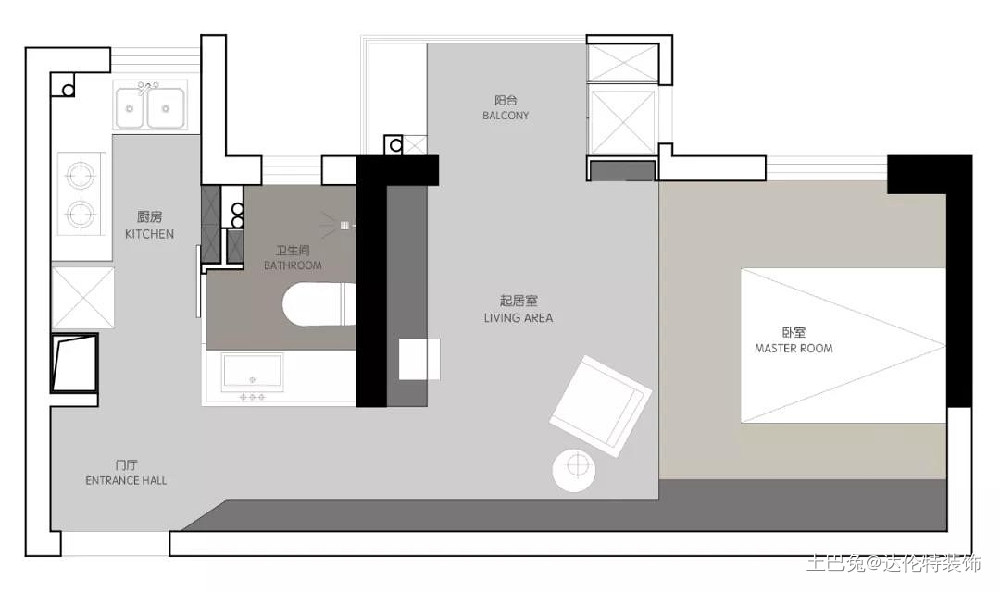 阳台
BALCONY
厨房
KITCHEN
卫生间
BATHROOM
起居室
LIVING AREA
卧室
MASTER ROOM
门厅
ENTRANCE HALL
土巴兔@达伦特装饰